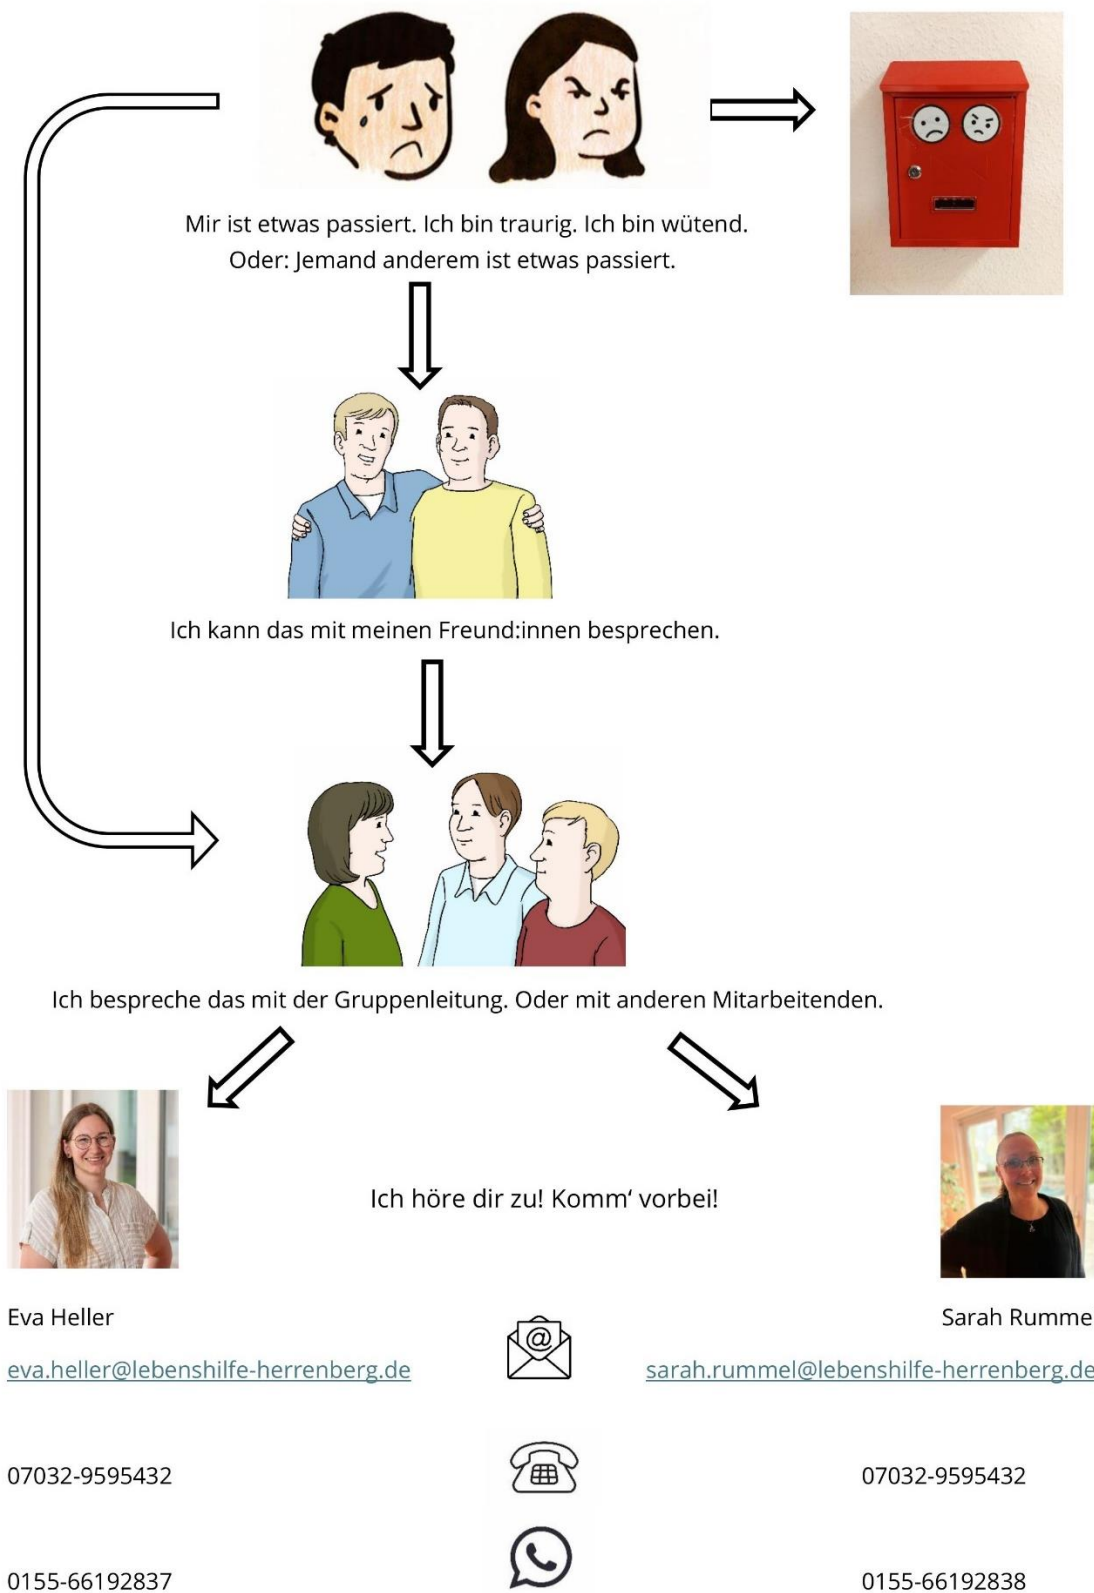 Mir ist etwas passiert. Ich bin traurig. Ich bin wütend.
Oder: Jemand anderem ist etwas passiert.
Ich kann das mit meinen Freund:innen besprechen.
Ich bespreche das mit der Gruppenleitung. Oder mit anderen Mitarbeitenden.
Ich höre dir zu! Komm‘ vorbei!
Eva Heller
Sarah Rumme
eva.heller@lebenshilfe-herrenberg.de
sarah.rummel@lebenshilfe-herrenberg.de
07032-9595432
07032-9595432
0155-66192837
0155-66192838